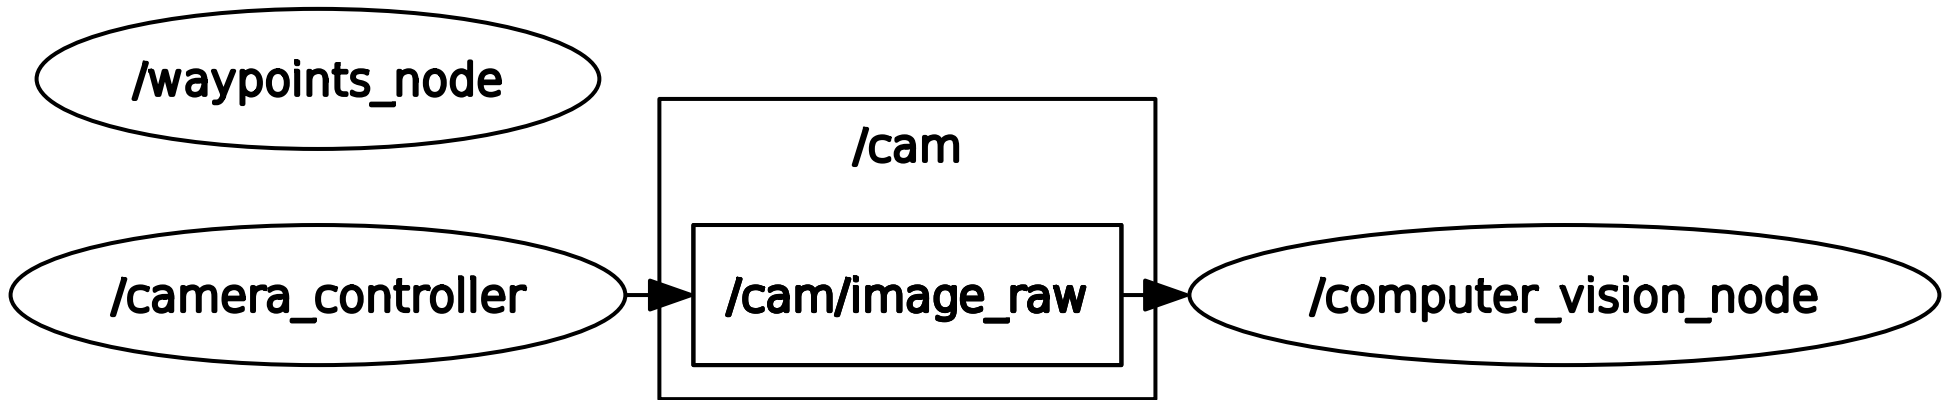 /waypoints_node
/cam
/camera_controller
/cam/image_raw
/computer_vision_node